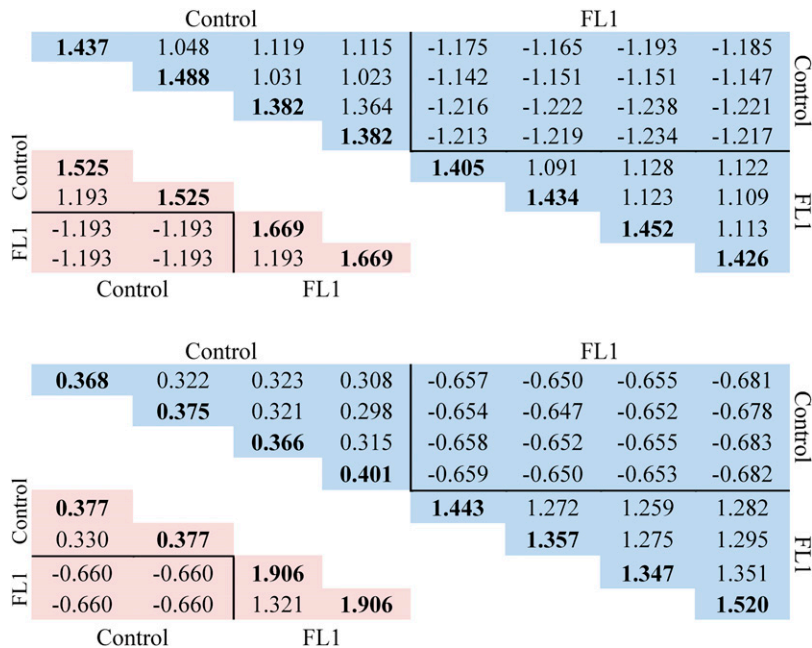 Control FL1
1.437 1.048 1.119 1.115 -1.175 -1.165 -1.193 -1.185
1.488 1.031 1.023 -1.142 -1.151 -1.151 -1.147
1.382 1.364 -1.216 -1.222 -1.238 -1.221
1.382 -1.213 -1.219 -1.234 -1.217
Control
1.525 1.405 1.091 1.128 1.122
1.193 1.525 1.434 1.123 1.109
-1.193 -1.193 1.669 1.452 1.113
-1.193 -1.193 1.193 1.669 1.426
Control
FL1
FL1
Control FL1
Control FL1
0.368 0.322 0.323 0.308 -0.657 -0.650 -0.655 -0.681
0.375 0.321 0.298 -0.654 -0.647 -0.652 -0.678
0.366 0.315 -0.658 -0.652 -0.655 -0.683
0.401 -0.659 -0.650 -0.653 -0.682
Control
0.377 1.443 1.272 1.259 1.282
0.330 0.377 1.357 1.275 1.295
-0.660 -0.660 1.906 1.347 1.351
-0.660 -0.660 1.321 1.906 1.520
Control
FL1
FL1
Control FL1